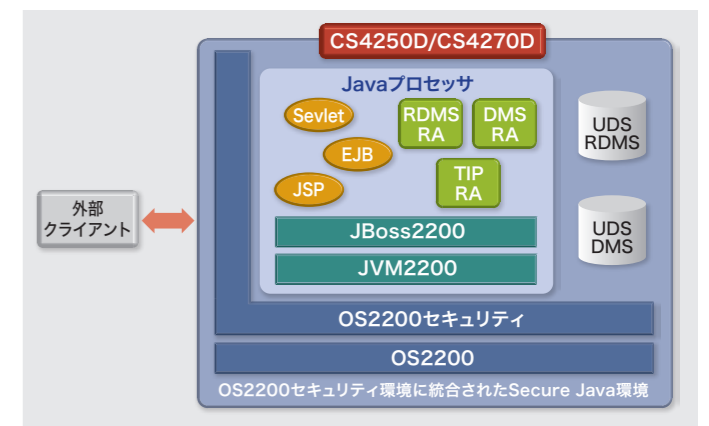 CS4250D/CS4270D
Javaプロセッサ
Sevlet
RDMS
RA
DMS
RA
EJB
JSP
TIP
RA
UDS
RDMS
UDS
DMS
外部
クライアント
JBoss2200
JVM2200
OS2200セキュリティ
OS2200
OS2200セキュリティ環境に統合されたSecure Java環境